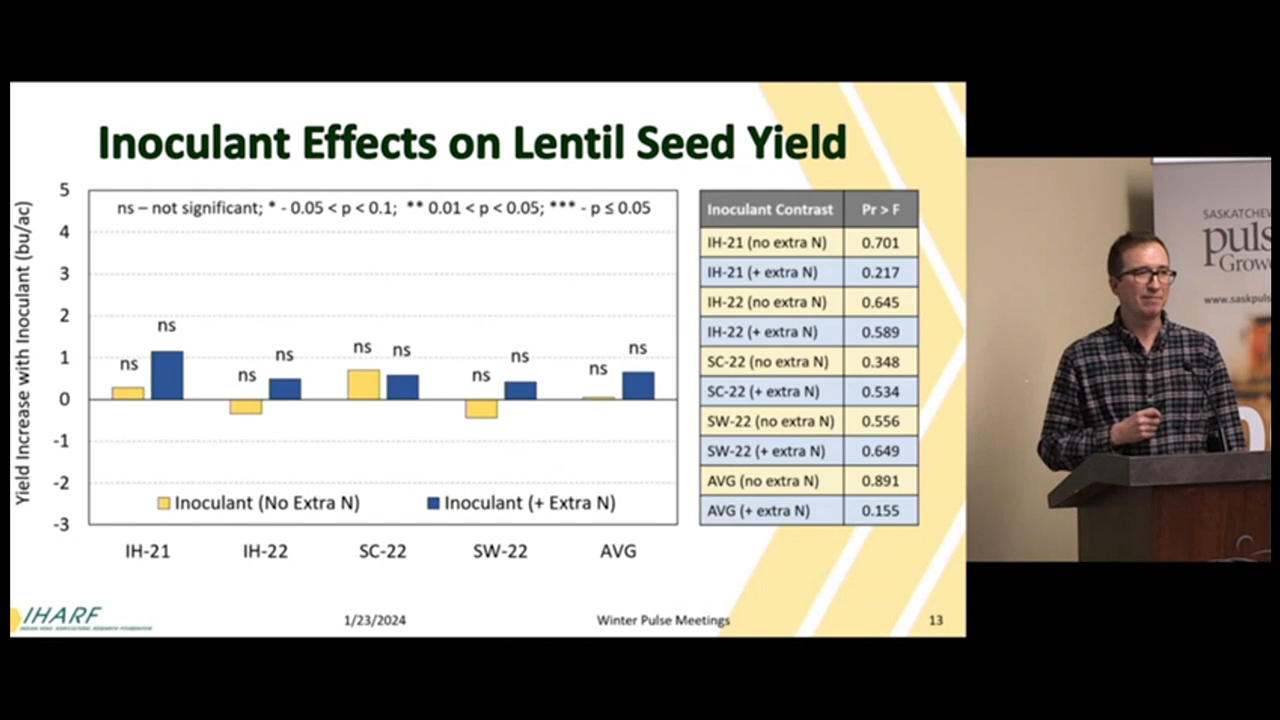 Inoculant Effects on Lentil Seed Yield
Yield Increase with Inoculant (bu/ac)
5
4
3
2
1
0
-1
-2
-3
ns – not significant; * - 0.05 < p < 0.1; ** 0.01 < p < 0.05; *** - p ≤ 0.05
ns
ns
ns
ns
ns
ns
ns
ns
ns
ns
Inoculant (No Extra N)
Inoculant (+ Extra N)
IH-21
IH-22
SC-22
SW-22
AVG
Inoculant Contrast Pr > F
IH-21 (no extra N) 0.701
IH-21 (+ extra N) 0.217
IH-22 (no extra N) 0.645
IH-22 (+ extra N) 0.589
SC-22 (no extra N) 0.348
SC-22 (+ extra N) 0.534
SW-22 (no extra N) 0.556
SW-22 (+ extra N) 0.649
AVG (no extra N) 0.891
AVG (+ extra N) 0.155
IHARF
1/23/2024
Winter Pulse Meetings
13
SASKATCHEW
puls
Growe
www.saskpuls